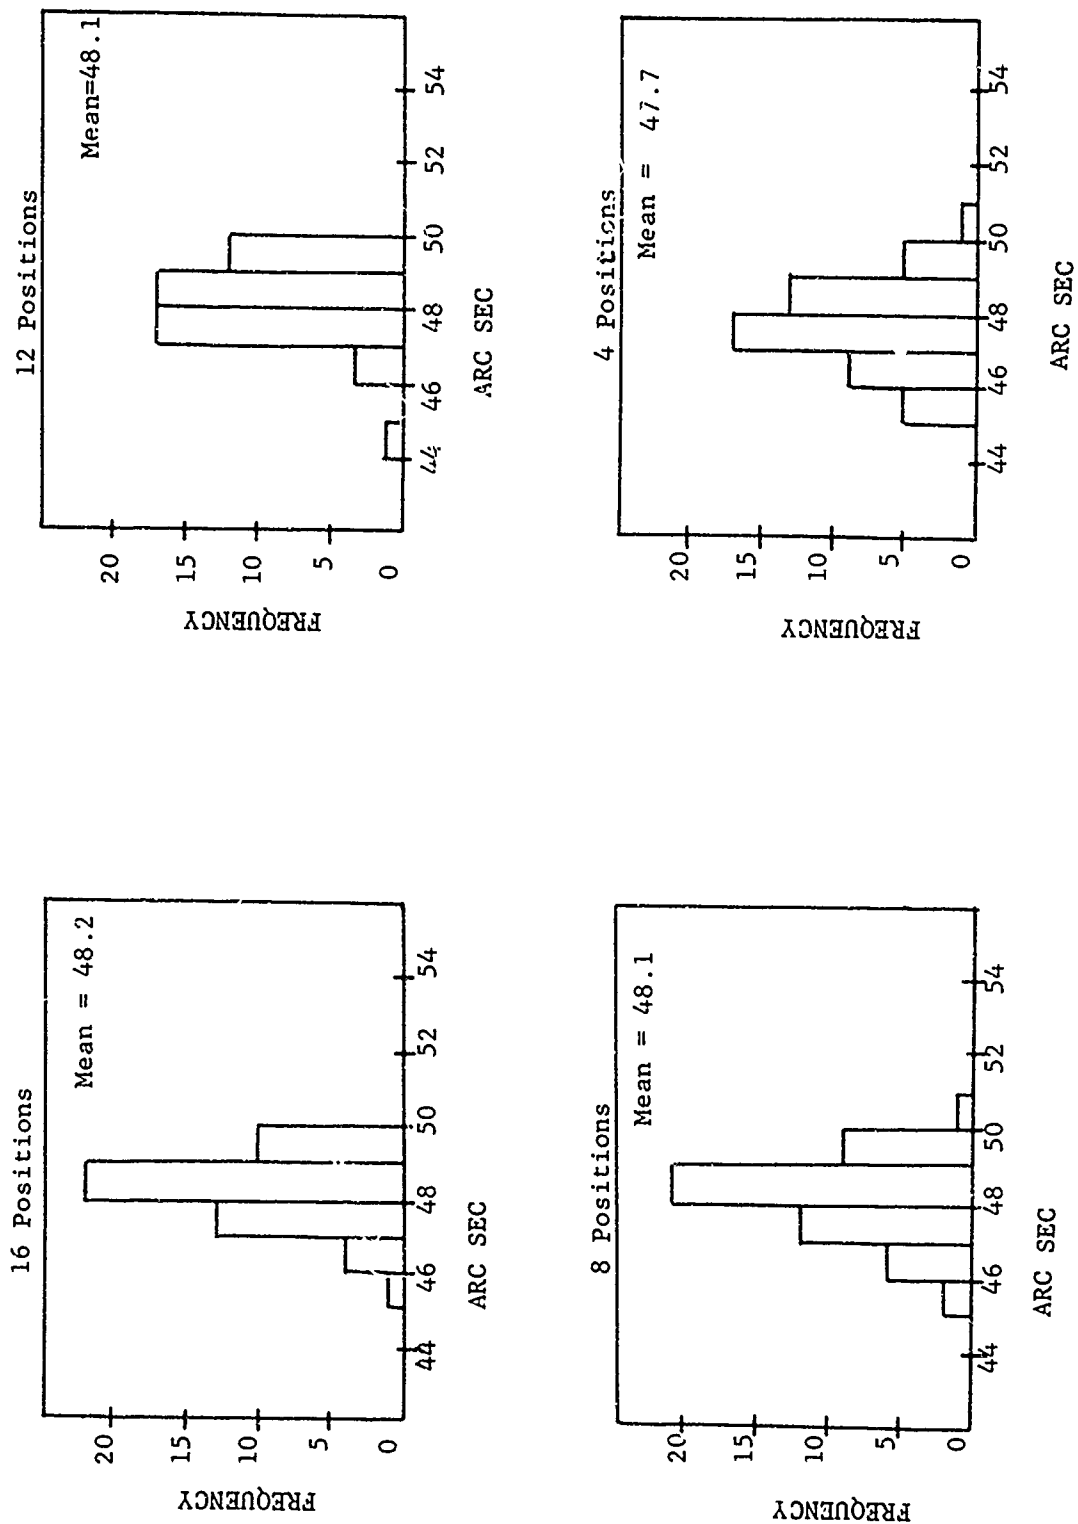 16 Positions
Mean = 48.2
20
15
10
5
0
FREQUENCY
44
46
48
50
52
54
ARC SEC
12 Positions
Mean=48.1
20
15
10
5
0
FREQUENCY
44
46
48
50
52
54
ARC SEC
8 Positions
Mean = 48.1
20
15
10
5
0
FREQUENCY
44
46
48
50
52
54
ARC SEC
4 Positions
Mean = 47.7
20
15
10
5
0
FREQUENCY
44
46
48
50
52
54
ARC SEC